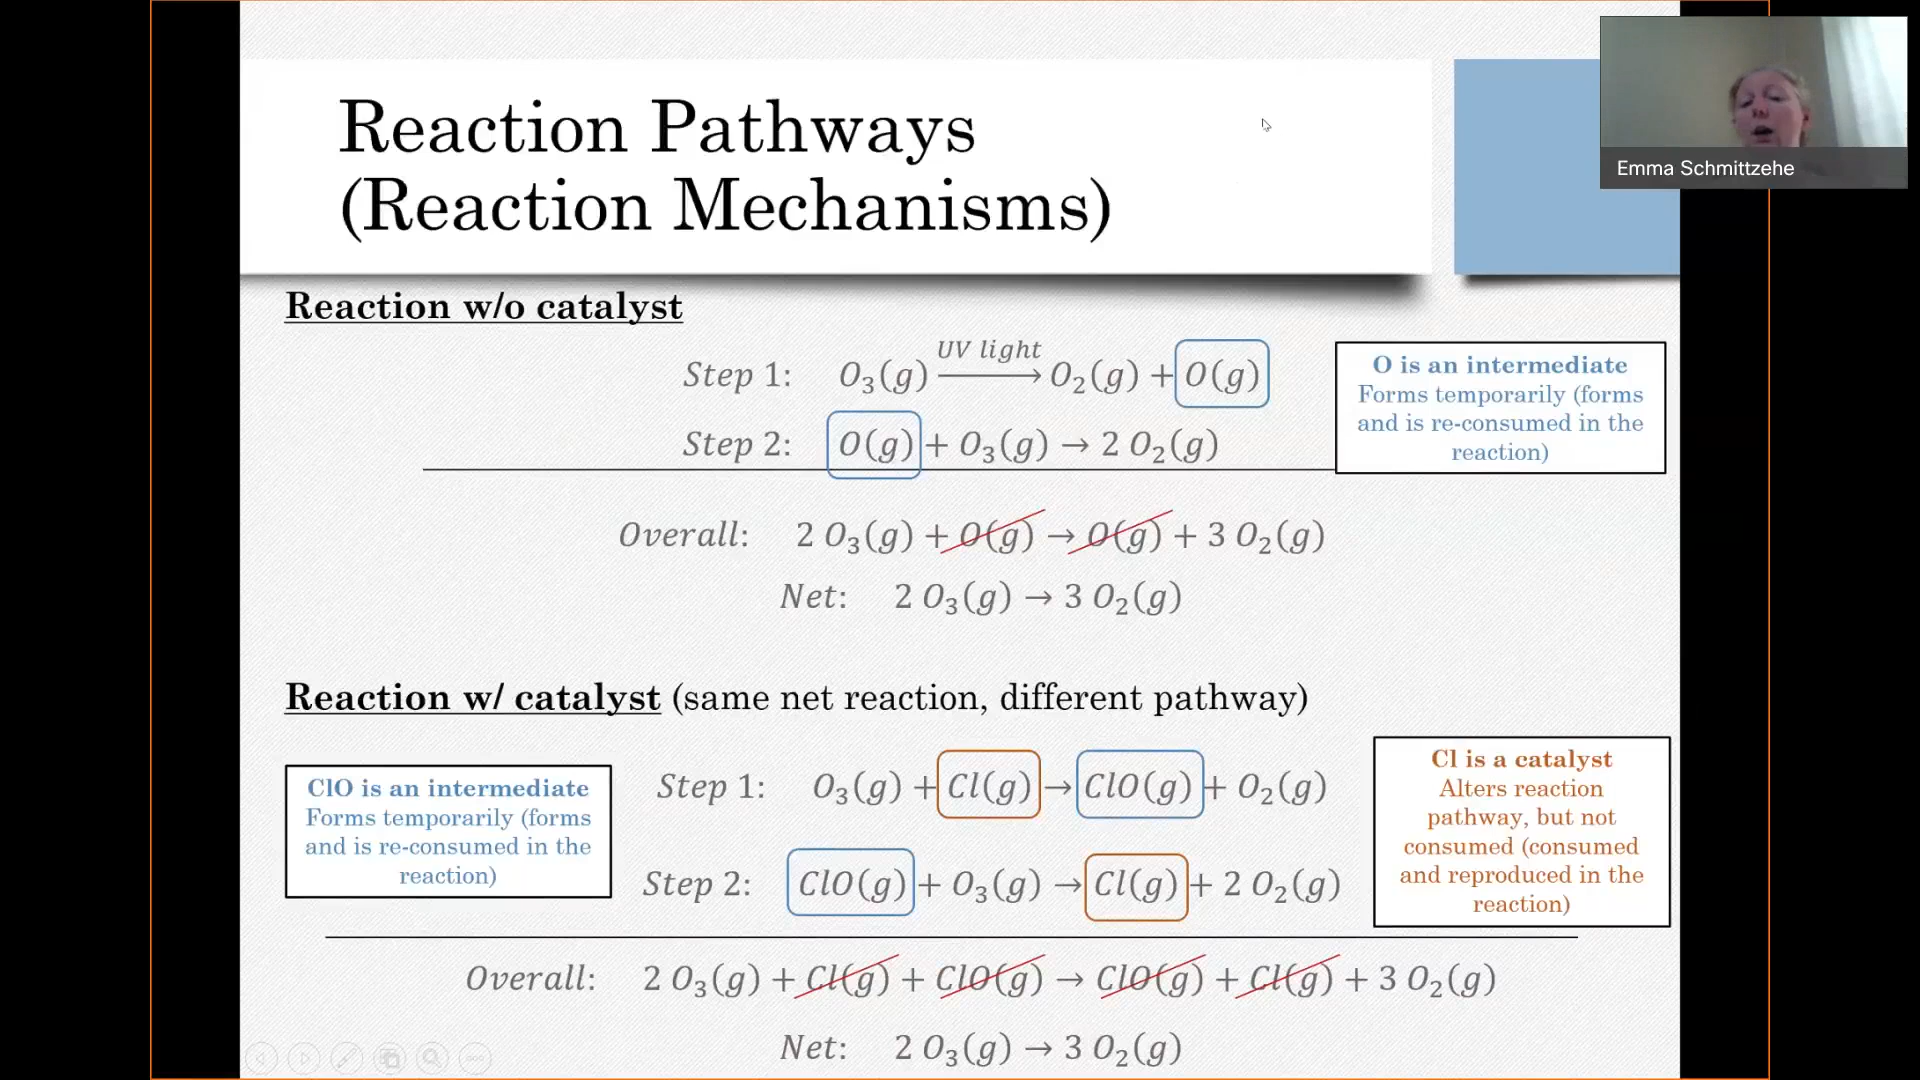 Reaction Pathways
(Reaction Mechanisms)
Emma Schmittzehe
Reaction w/o catalyst
Step 1: O₃(g) UV light → O₂(g) + O(g)
Step 2: O(g) + O₃(g) → 2 O₂(g)
O is an intermediate
Forms temporarily (forms
and is re-consumed in the
reaction)
Overall: 2 O₃(g) + O(g) → O(g) + 3 O₂(g)
Net: 2 O₃(g) → 3 O₂(g)
Reaction w/ catalyst (same net reaction, different pathway)
ClO is an intermediate
Forms temporarily (forms
and is re-consumed in the
reaction)
Step 1: O₃(g) + Cl(g) → ClO(g) + O₂(g)
Step 2: ClO(g) + O₃(g) → Cl(g) + 2 O₂(g)
Cl is a catalyst
Alters reaction
pathway, but not
consumed (consumed
and reproduced in the
reaction)
Overall: 2 O₃(g) + Cl(g) + ClO(g) → ClO(g) + Cl(g) + 3 O₂(g)
Net: 2 O₃(g) → 3 O₂(g)